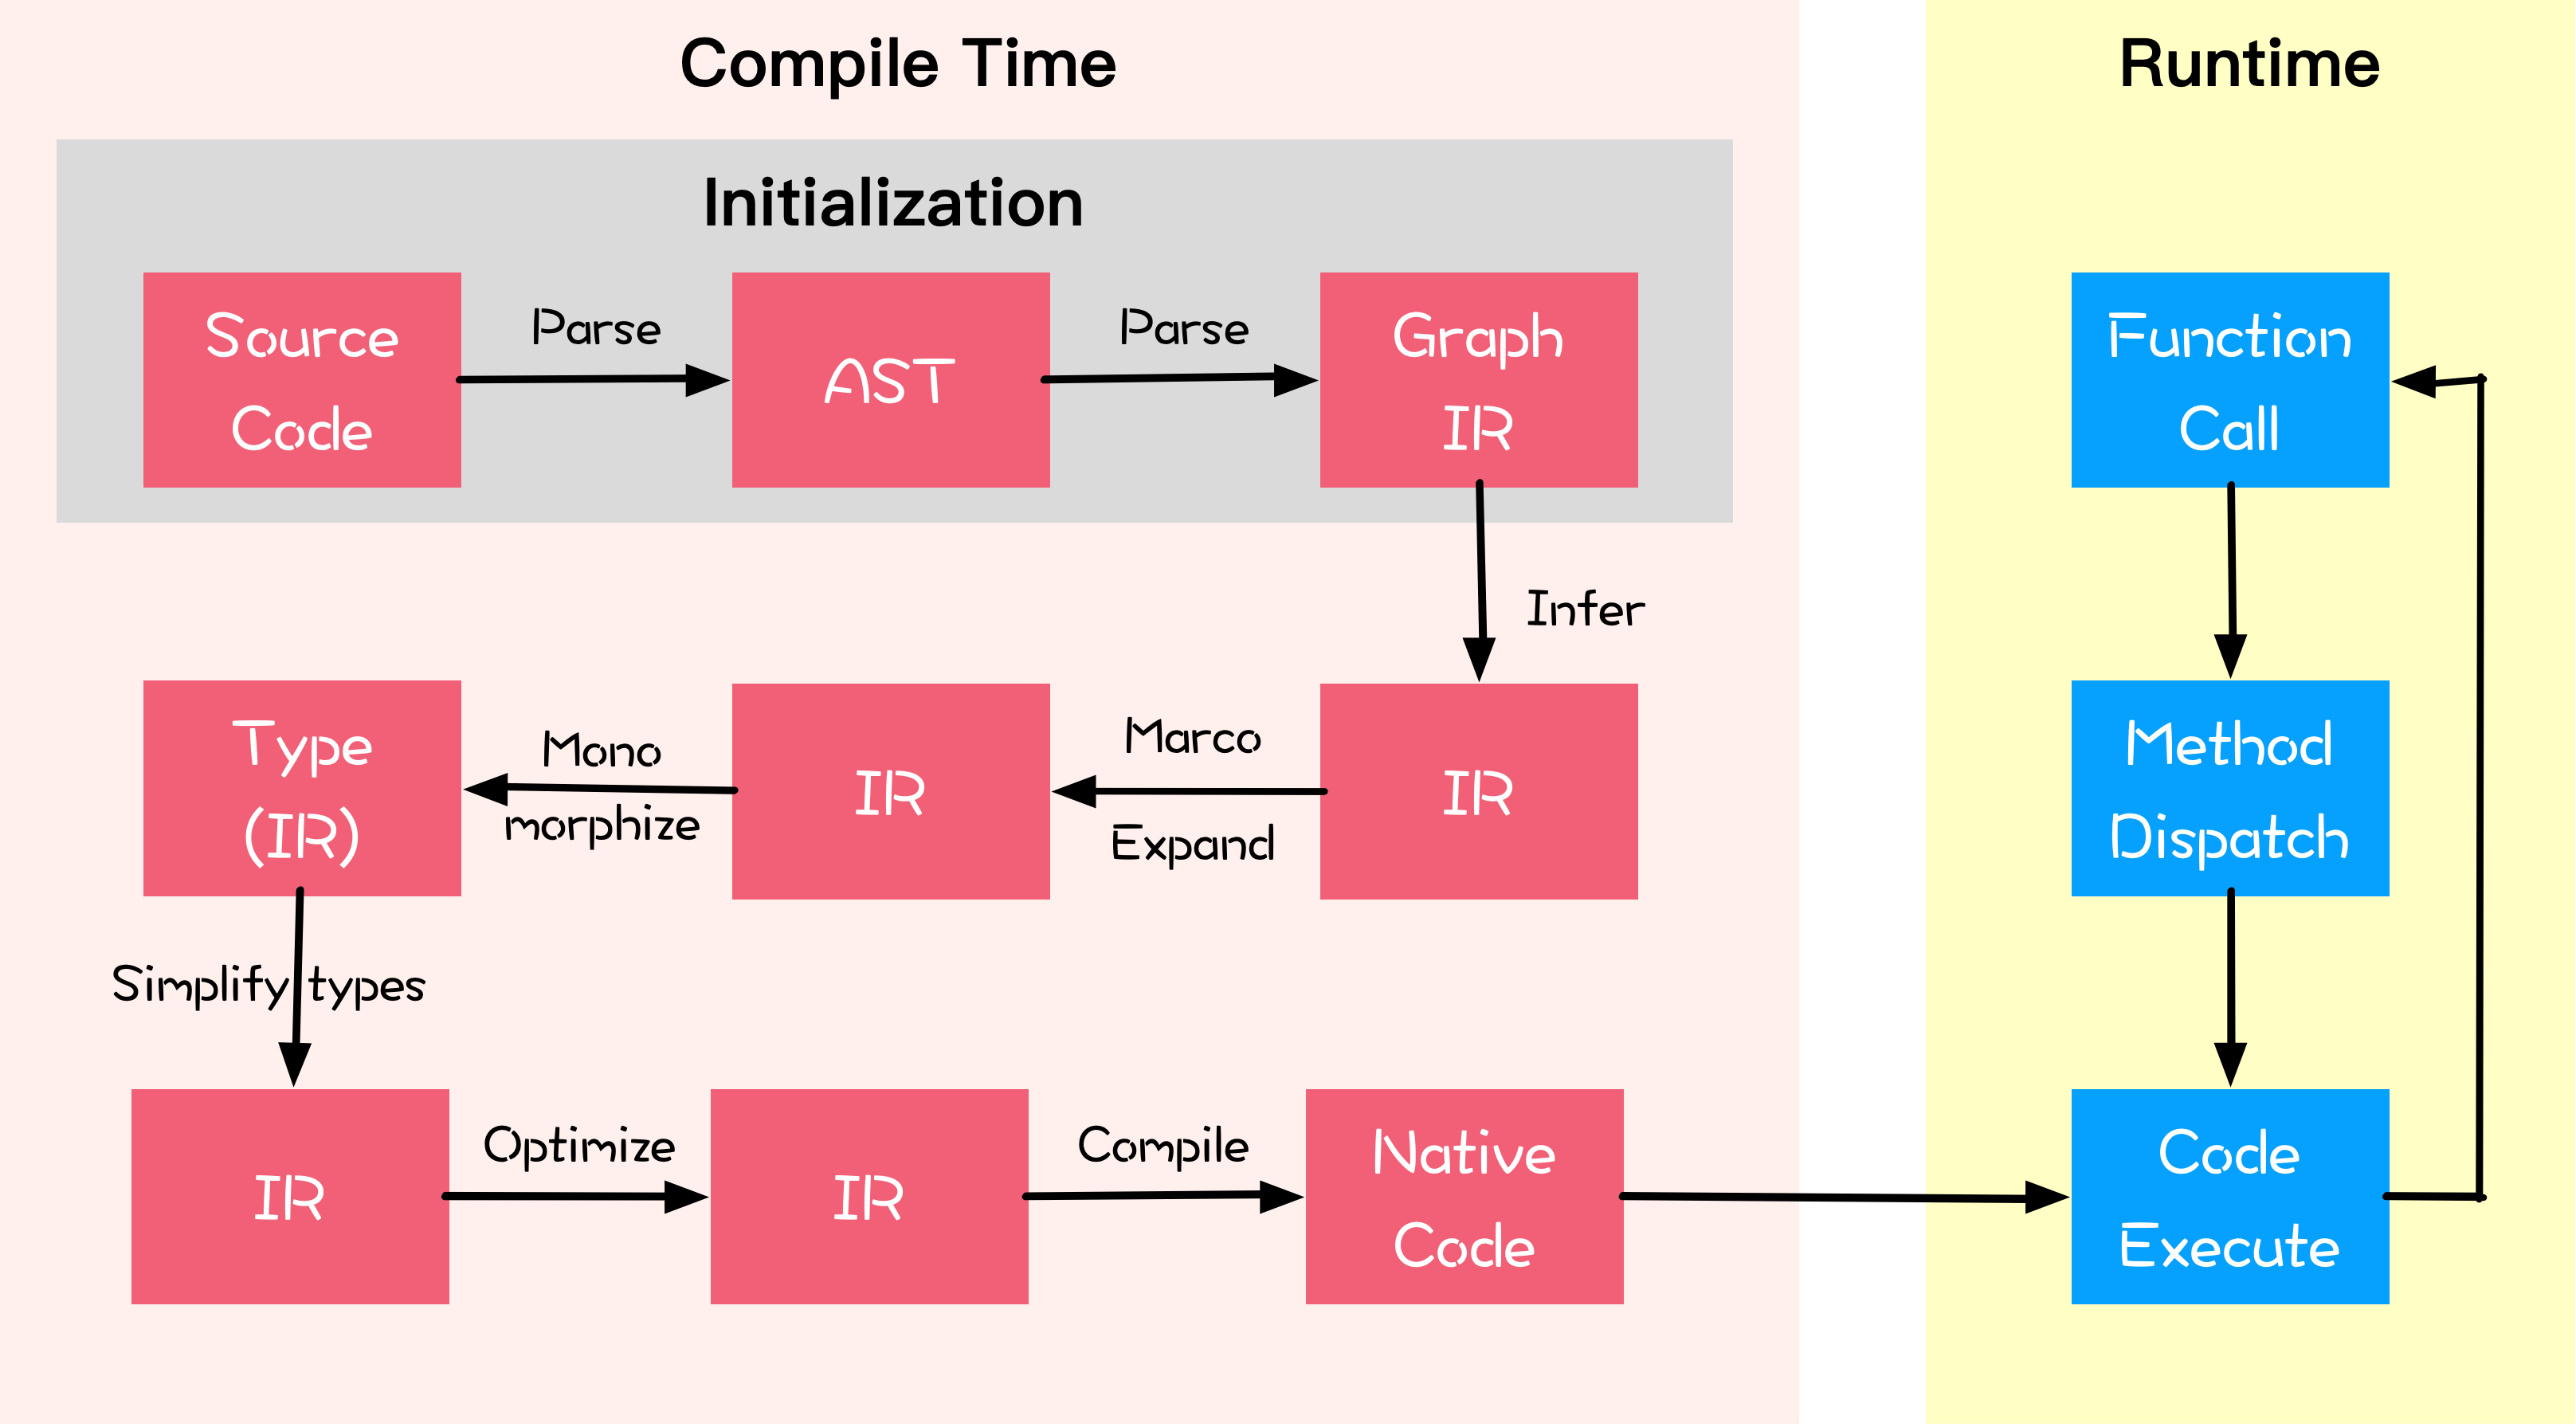 Compile Time
Runtime
Initialization
Source
Code
Parse
AST
Parse
Graph
IR
Function
Call
Infer
Type
(IR)
Mono
morphize
IR
Marco
Expand
IR
Method
Dispatch
Simplify types
IR
Optimize
IR
Compile
Native
Code
Code
Execute